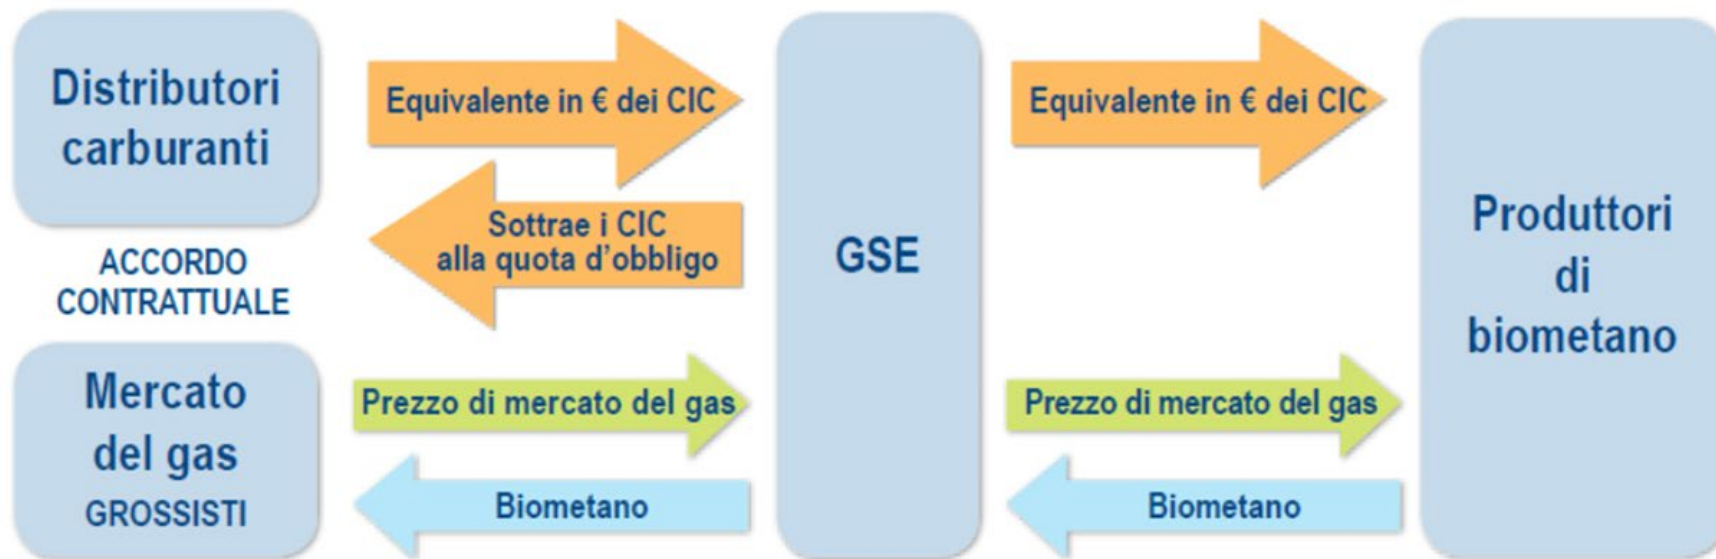 Distributori
carburanti
ACCORDO
CONTRATTUALE
Mercato
del gas
GROSSISTI
Equivalente in € dei CIC
Sottrae i CIC
alla quota d'obbligo
Prezzo di mercato del gas
Biometano
GSE
Equivalente in € dei CIC
Prezzo di mercato del gas
Biometano
Produttori
di
biometano